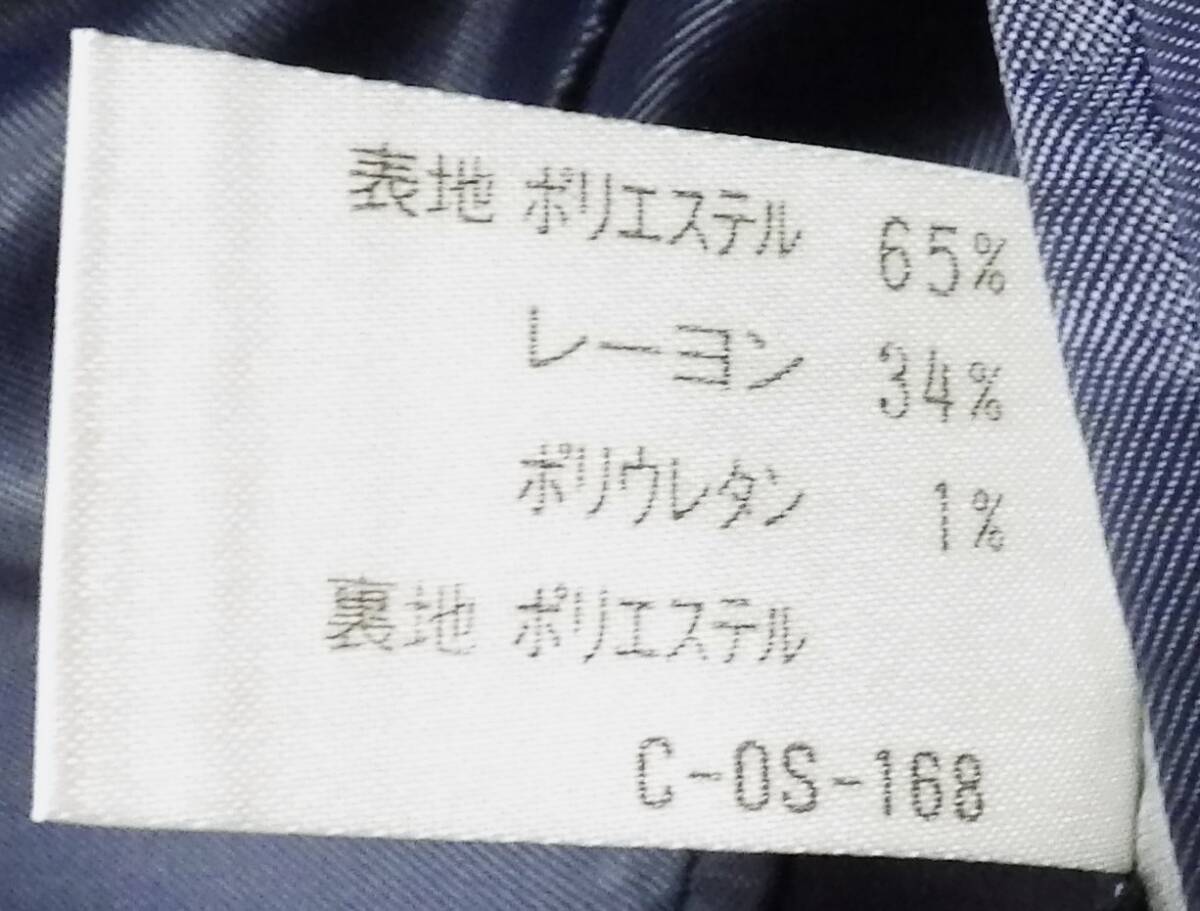 表地 ポリエステル 65%
レーヨン 34%
ポリウレタン 1%
裏地 ポリエステル
C-OS-168